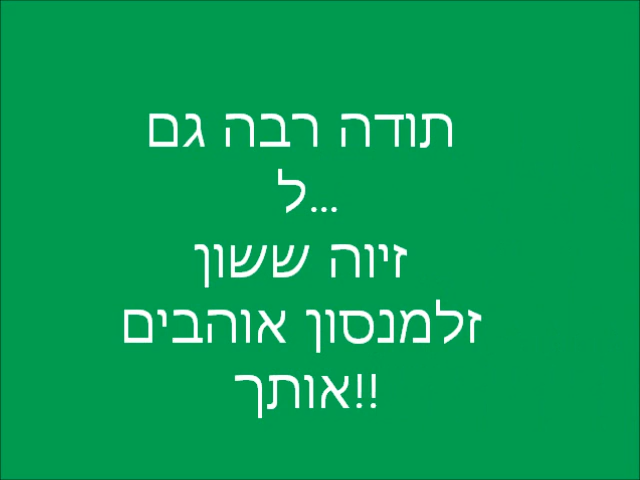 תודה רבה גם
ל...
זיוה ששון
זלמנסון אוהבים
אותך!!